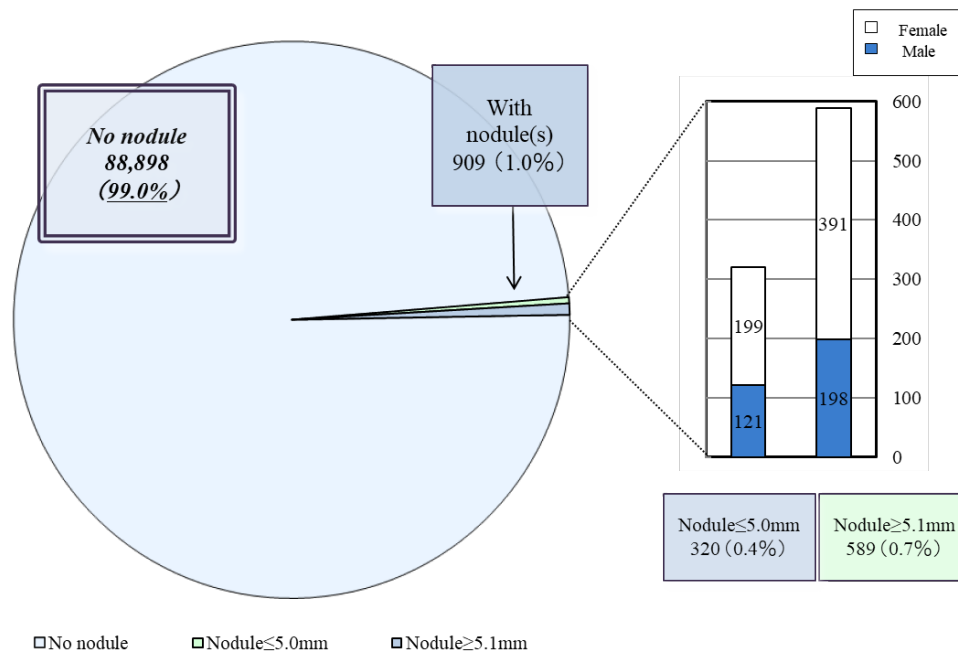 Female
Male
No nodule
88,898
(99.0%)
With
nodule(s)
909 (1.0%)
600
500
400
300
200
100
0
391
199
198
121
Nodule≤5.0mm
320 (0.4%)
Nodule≥5.1mm
589 (0.7%)
No nodule
Nodule≤5.0mm
Nodule≥5.1mm